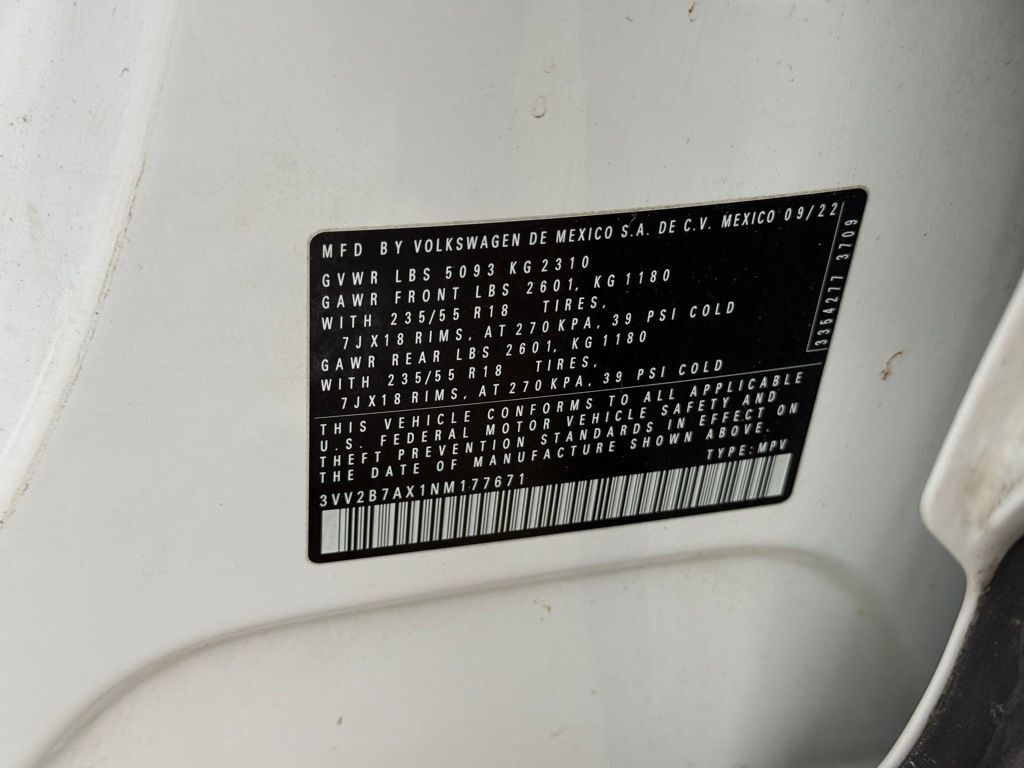 MFD BY VOLKSWAGEN DE MEXICO S.A. DE C.V. MEXICO 09/22
GVWR LBS 5093 KG 2310
GAWR FRONT LBS 2601, KG 1180
WITH 235/55 R18 TIRES,
7JX18 RIMS, AT 270 KPA, 39 PSI COLD
GAWR REAR LBS 2601, KG 1180
WITH 235/55 R18 TIRES,
7JX18 RIMS, AT 270 KPA, 39 PSI COLD
3354277 3709
THIS VEHICLE CONFORMS TO ALL APPLICABLE
U.S. FEDERAL MOTOR VEHICLE SAFETY AND
THEFT PREVENTION STANDARDS IN EFFECT ON
THE DATE OF MANUFACTURE SHOWN ABOVE.
3VV2B7AX1NM177671 TYPE: MPV